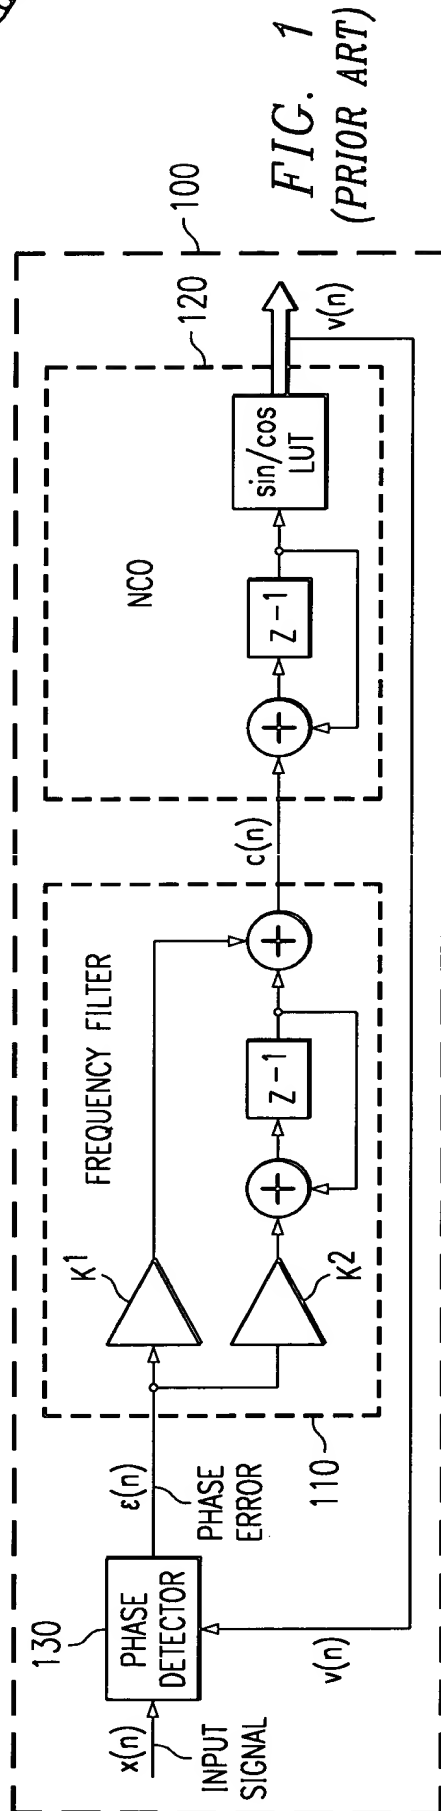 100
120
NCO
sin/cos
LUT
v(n)
z-1
c(n)
FREQUENCY FILTER
K1
z-1
K2
110
130
PHASE
DETECTOR
ε(n)
PHASE
ERROR
x(n)
INPUT
SIGNAL
v(n)
FIG. 1
(PRIOR ART)